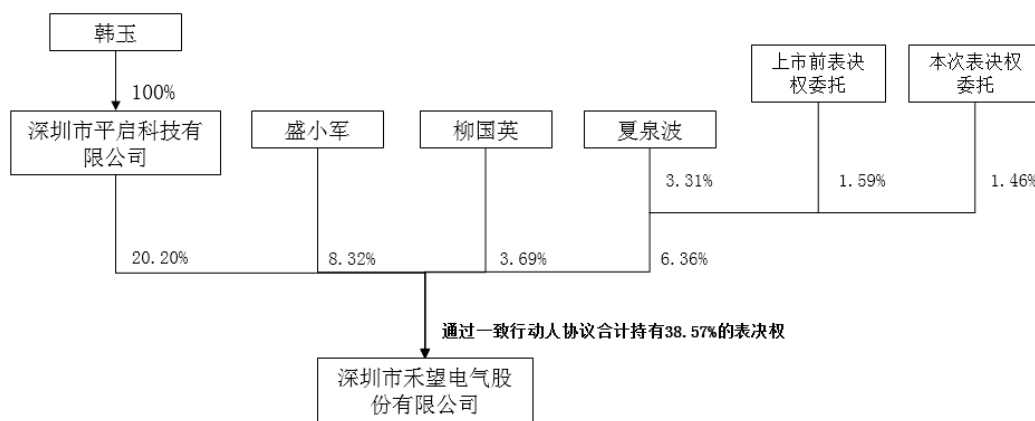 韩玉
100%
深圳市平启科技有
限公司
盛小军
柳国英
夏泉波
上市前表决
权委托
本次表决权
委托
3.31%
1.59%
1.46%
20.20%
8.32%
3.69%
6.36%
通过一致行动人协议合计持有38.57%的表决权
深圳市禾望电气股
份有限公司